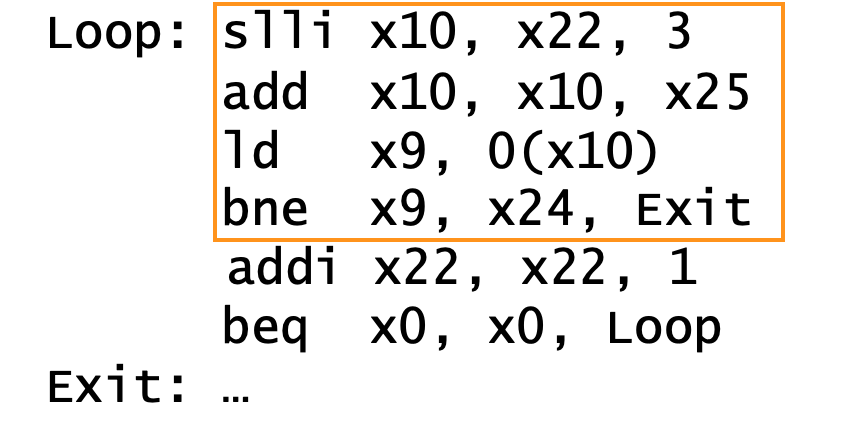 Loop: slli x10, x22, 3
add x10, x10, x25
ld x9, 0(x10)
bne x9, x24, Exit
addi x22, x22, 1
beq x0, x0, Loop
Exit: …